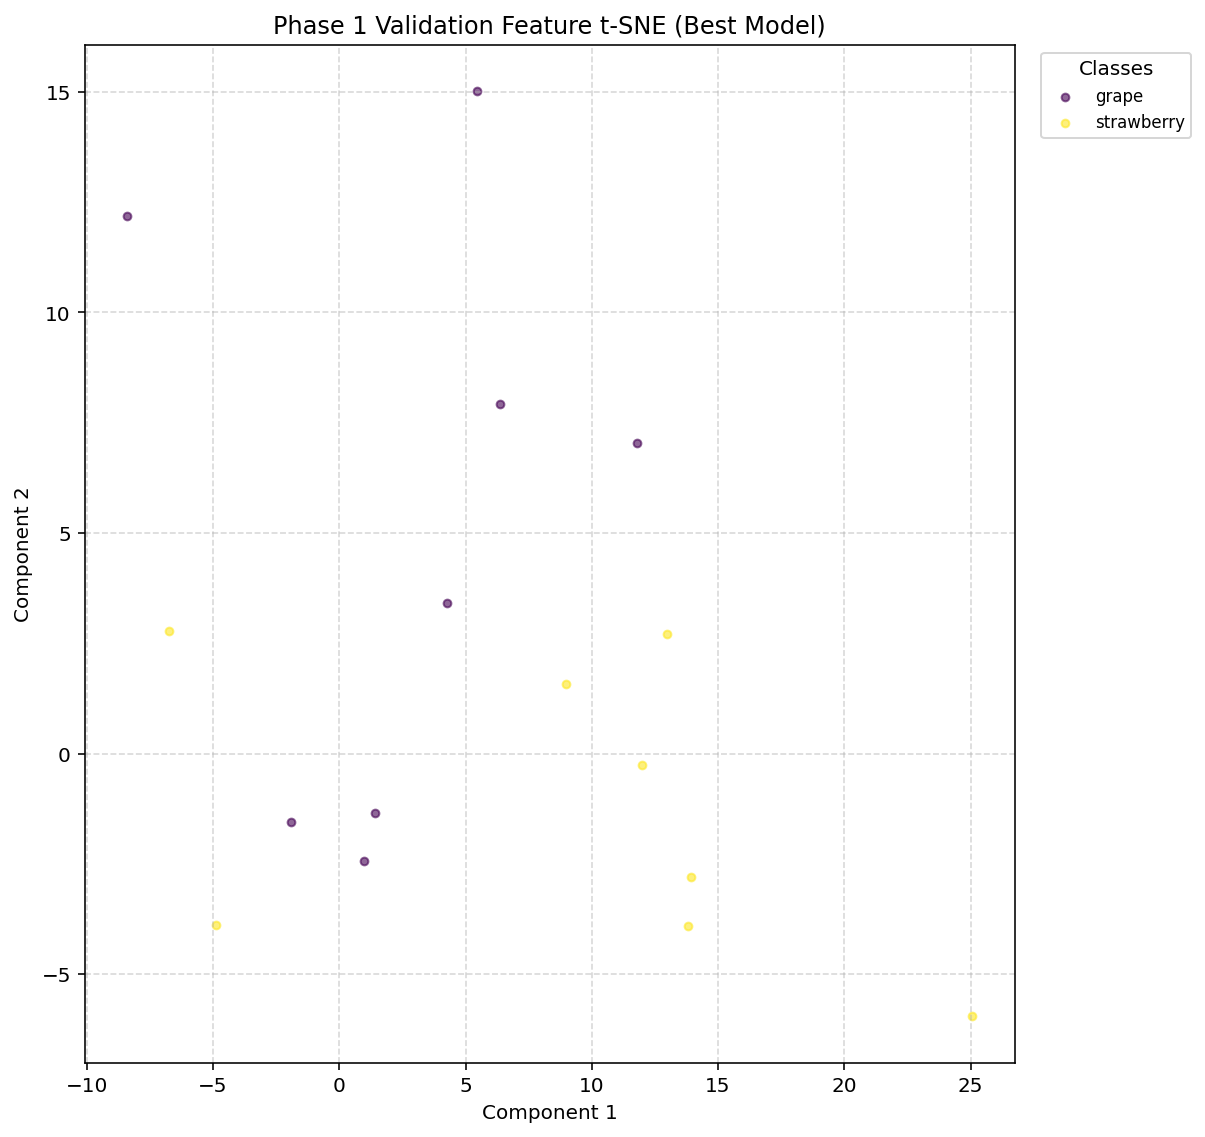 Phase 1 Validation Feature t-SNE (Best Model)
Classes
grape
strawberry
15
10
5
0
−5
Component 2
−10
−5
0
5
10
15
20
25
Component 1